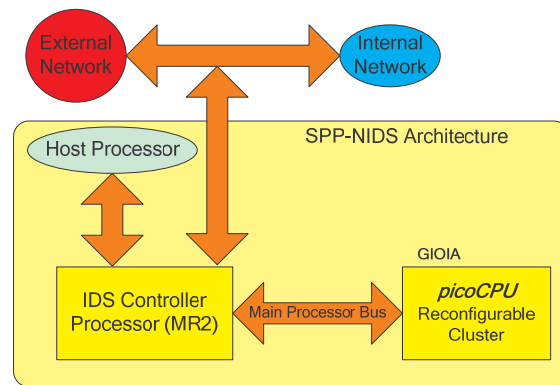 External
Network
Internal
Network
SPP-NIDS Architecture
Host Processor
GIOIA
IDS Controller
Processor (MR2)
Main Processor Bus
picoCPU
Reconfigurable
Cluster